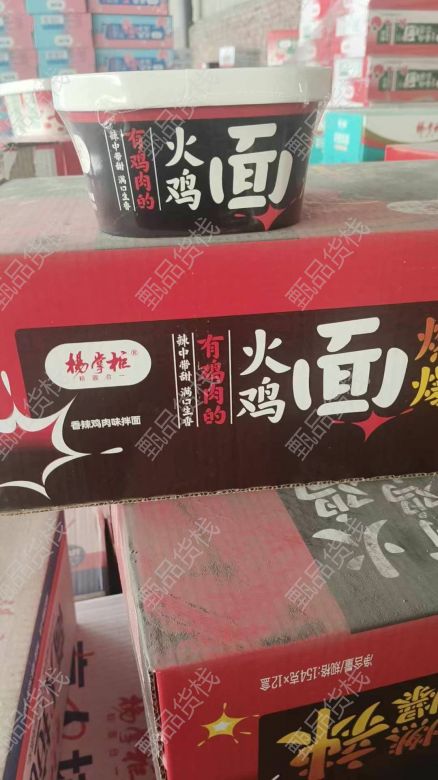 辣中带甜 满口生香
有鸡肉的
火鸡
面
杨掌柜®
辣中带甜 满口生香
有鸡肉的
火鸡
面
香辣鸡肉味拌面
火鸡
净含量/规格:154克×12盒
甄品货栈